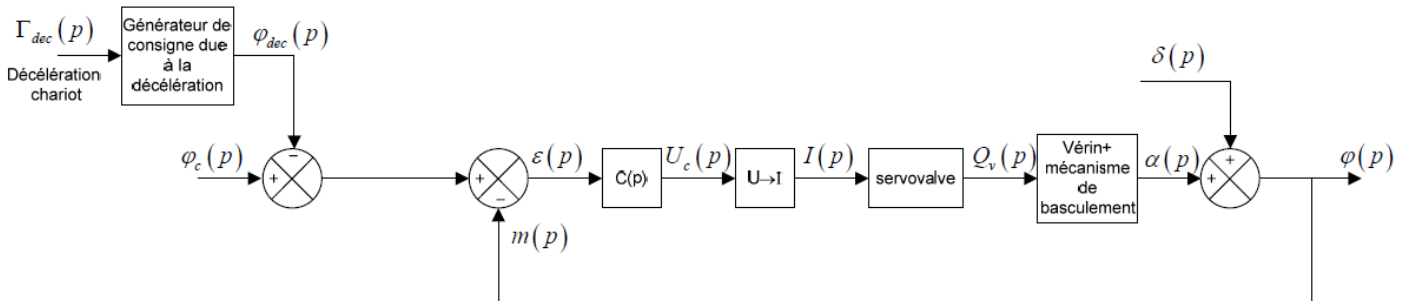 Γdec(p)
Décélération
chariot
Générateur de
consigne due
à la
décélération
φdec(p)
δ(p)
φc(p)
+
−
+
−
ε(p)
C(p)
Uc(p)
U→I
I(p)
servovalve
Qv(p)
Vérin+
mécanisme
de
basculement
α(p)
+
+
φ(p)
m(p)